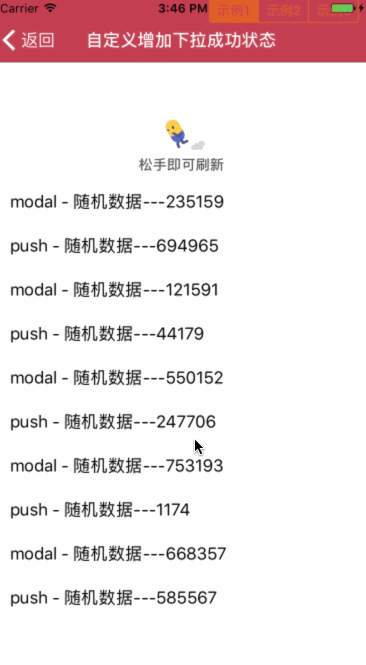 Carrier 3:46 PM 示例1 示例2 示例3
返回 自定义增加下拉成功状态
松手即可刷新
modal - 随机数据---235159
push - 随机数据---694965
modal - 随机数据---121591
push - 随机数据---44179
modal - 随机数据---550152
push - 随机数据---247706
modal - 随机数据---753193
push - 随机数据---1174
modal - 随机数据---668357
push - 随机数据---585567